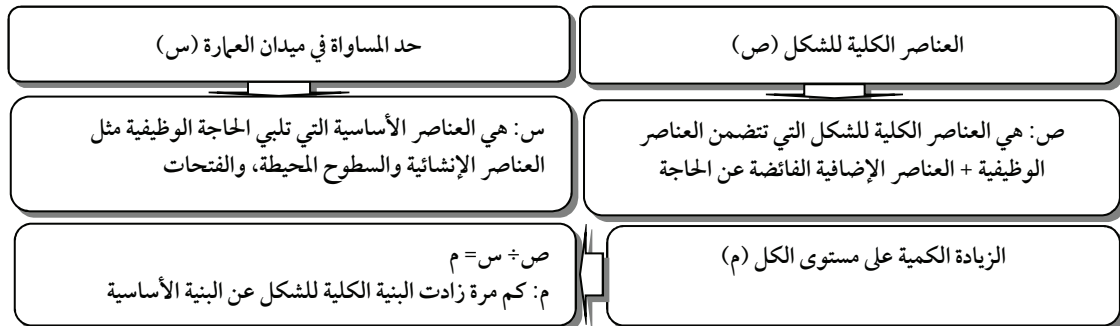 العناصر الكلية للشكل (ص)
حد المساواة في ميدان العمارة (س)
ص: هي العناصر الكلية للشكل التي تتضمن العناصر
الوظيفية + العناصر الإضافية الفائضة عن الحاجة
س: هي العناصر الأساسية التي تلبي الحاجة الوظيفية مثل
العناصر الإنشائية والسطوح المحيطة، والفتحات
الزيادة الكمية على مستوى الكل (م)
ص÷ س= م
م: كم مرة زادت البنية الكلية للشكل عن البنية الأساسية